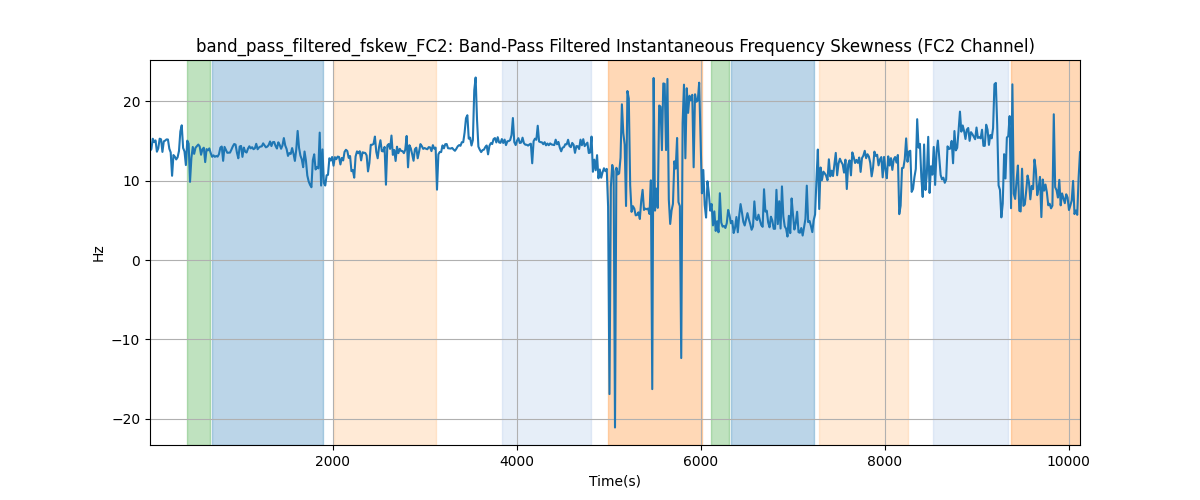 band_pass_filtered_fskew_FC2: Band-Pass Filtered Instantaneous Frequency Skewness (FC2 Channel)
20
10
0
−10
−20
Hz
2000 4000 6000 8000 10000
Time(s)